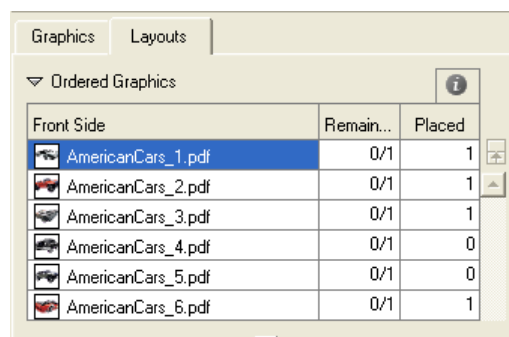 Graphics Layouts
Ordered Graphics
Front Side Remain... Placed
AmericanCars_1.pdf 0/1 1
AmericanCars_2.pdf 0/1 1
AmericanCars_3.pdf 0/1 1
AmericanCars_4.pdf 0/1 0
AmericanCars_5.pdf 0/1 0
AmericanCars_6.pdf 0/1 1